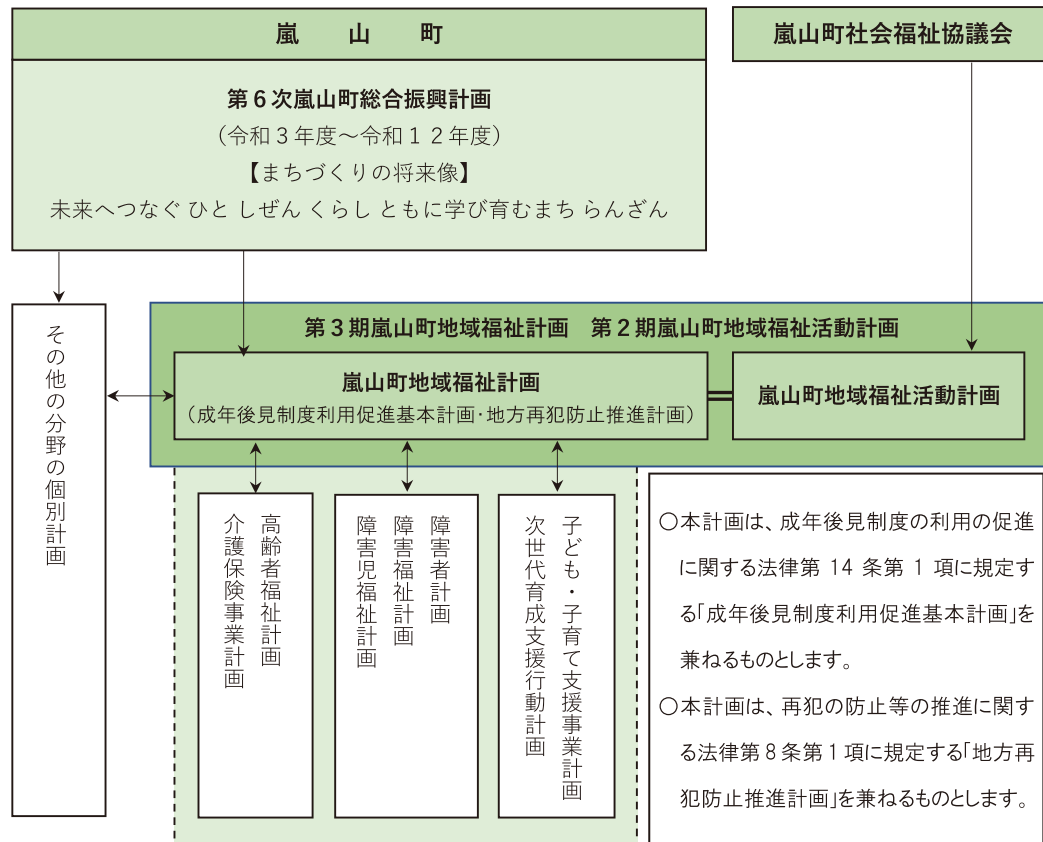 嵐　山　町
第６次嵐山町総合振興計画
（令和３年度～令和１２年度）
【まちづくりの将来像】
未来へつなぐ ひと しぜん くらし ともに学び育むまち らんざん
嵐山町社会福祉協議会
その他の分野の個別計画
第３期嵐山町地域福祉計画　第２期嵐山町地域福祉活動計画
嵐山町地域福祉計画
（成年後見制度利用促進基本計画・地方再犯防止推進計画）
嵐山町地域福祉活動計画
高齢者福祉計画
介護保険事業計画
障害者計画
障害福祉計画
障害児福祉計画
子ども・子育て支援事業計画
次世代育成支援行動計画
○本計画は、成年後見制度の利用の促進
に関する法律第 14 条第 1 項に規定す
る「成年後見制度利用促進基本計画」を
兼ねるものとします。
○本計画は、再犯の防止等の推進に関す
る法律第８条第１項に規定する「地方再
犯防止推進計画」を兼ねるものとします。